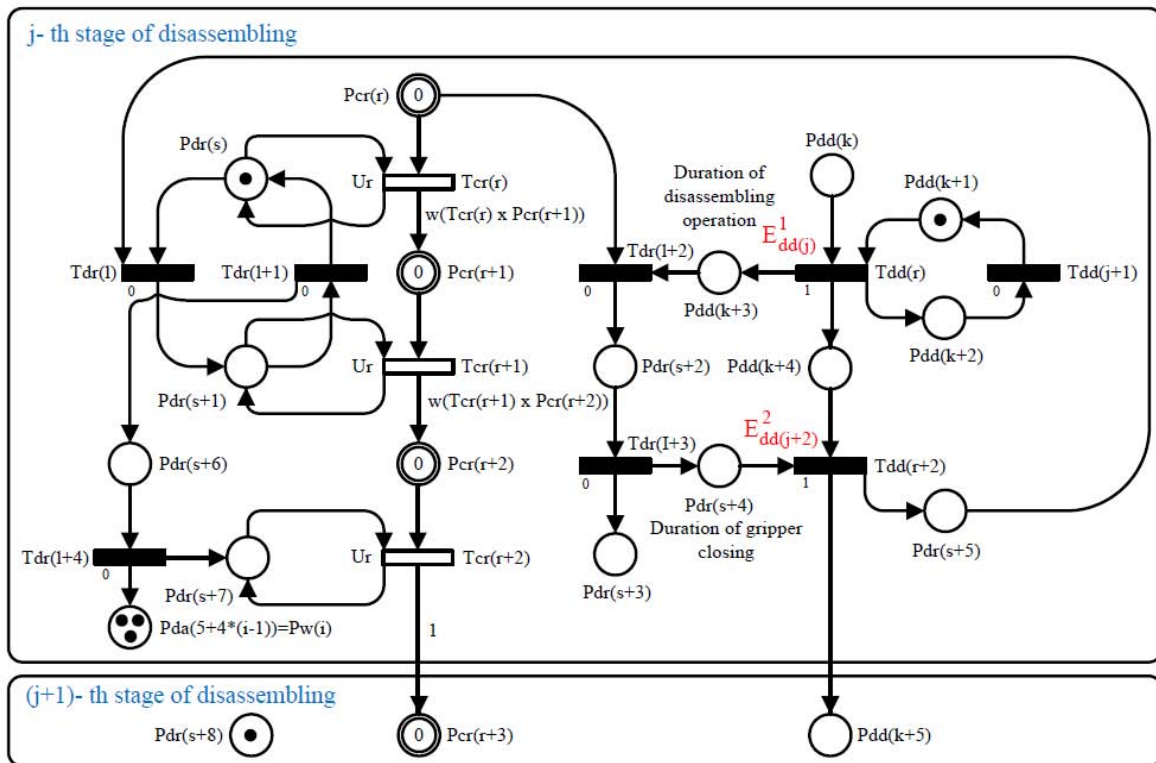 j- th stage of disassembling
Pcr(r)
0
Pdr(s)
Pdd(k)
Ur
Tcr(r)
Duration of
disassembling
operation
Pdd(k+1)
w(Tcr(r) x Pcr(r+1))
E¹dd(j)
Tdr(l)
0
Tdr(l+1)
0
0
Pcr(r+1)
Tdr(l+2)
0
Pdd(k+3)
1
Tdd(r)
0
Tdd(j+1)
Pdd(k+2)
Pdr(s+1)
Ur
Tcr(r+1)
Pdr(s+2)
Pdd(k+4)
w(Tcr(r+1) x Pcr(r+2))
E²dd(j+2)
Pdr(s+6)
0
Pcr(r+2)
Tdr(I+3)
0
1
Tdd(r+2)
Pdr(s+4)
Duration of gripper
closing
Pdr(s+5)
Tdr(l+4)
0
Pdr(s+7)
Ur
Tcr(r+2)
Pdr(s+3)
Pda(5+4*(i-1))=Pw(i)
1
(j+1)- th stage of disassembling
Pdr(s+8)
0
Pcr(r+3)
Pdd(k+5)